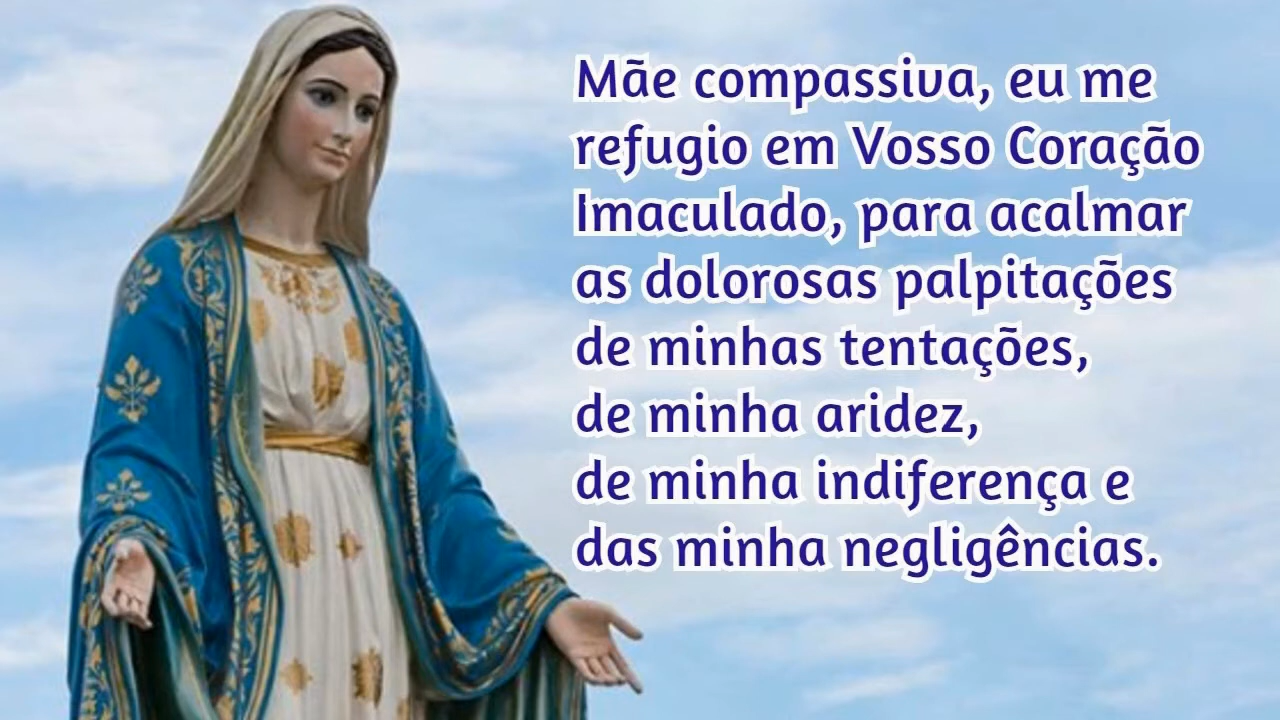 Mãe compassiva, eu me
refugio em Vosso Coração
Imaculado, para acalmar
as dolorosas palpitações
de minhas tentações,
de minha aridez,
de minha indiferença e
das minha negligências.